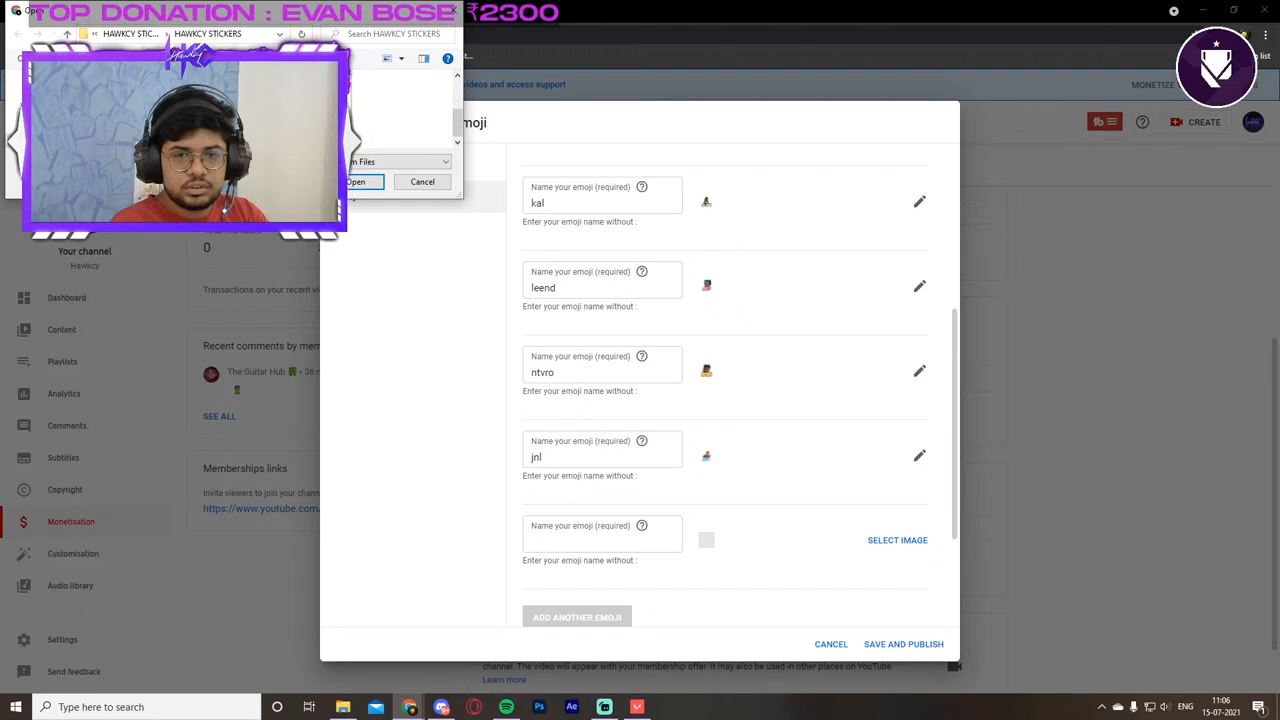 Open
TOP DONATION : EVAN BOSE ₹2300
HAWKCY STIC...
HAWKCY STICKERS
Search HAWKCY STICKERS
Hawkcy
videos and access support
MONETIZE
m Files
Open
Cancel
moji
CREATE
Your channel
Hawkcy
Dashboard
Content
Playlists
Analytics
Comments
Subtitles
Copyright
Monetisation
Customisation
Audio library
Settings
Send feedback
0
Transactions on your recent vi
Recent comments by mem
The Guitar Hub
• 36 m
SEE ALL
Memberships links
Invite viewers to join your chann
https://www.youtube.com/
Name your emoji (required)
kal
Enter your emoji name without :
Name your emoji (required)
leend
Enter your emoji name without :
Name your emoji (required)
ntvro
Enter your emoji name without :
Name your emoji (required)
jnl
Enter your emoji name without :
Name your emoji (required)
SELECT IMAGE
Enter your emoji name without :
ADD ANOTHER EMOJI
CANCEL
SAVE AND PUBLISH
channel. The video will appear with your membership offer. It may also be used in other places on YouTube.
Learn more
Type here to search
11:06
15-07-2021